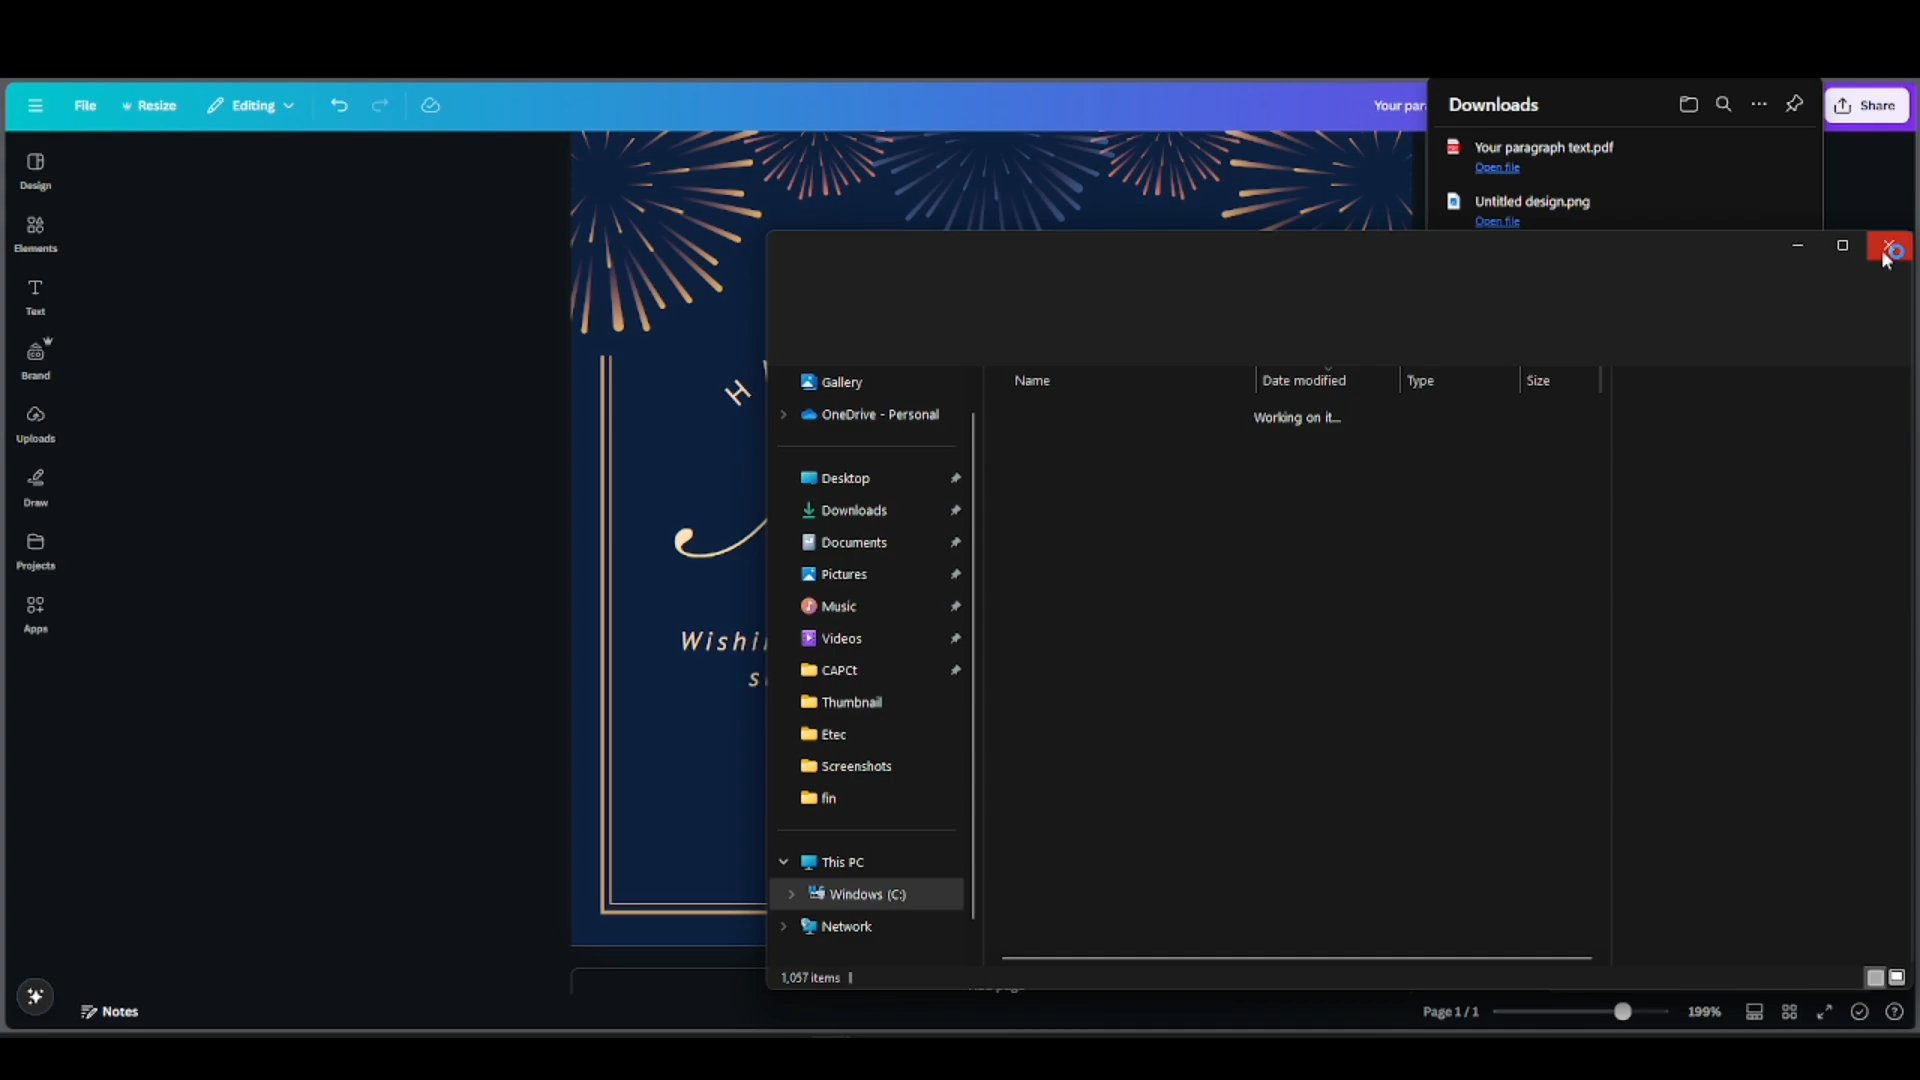 File
Resize
Editing
Your par
Downloads
Share
Your paragraph text.pdf
Open file
Untitled design.png
Open file
Design
Elements
Text
Brand
Uploads
Draw
Projects
Apps
H
Wishi
s
Gallery
OneDrive - Personal
Desktop
Downloads
Documents
Pictures
Music
Videos
CAPCt
Thumbnail
Etec
Screenshots
fin
This PC
Windows (C:)
Network
Name
Date modified
Type
Size
Working on it...
1,057 items
Notes
Page 1 / 1
199%